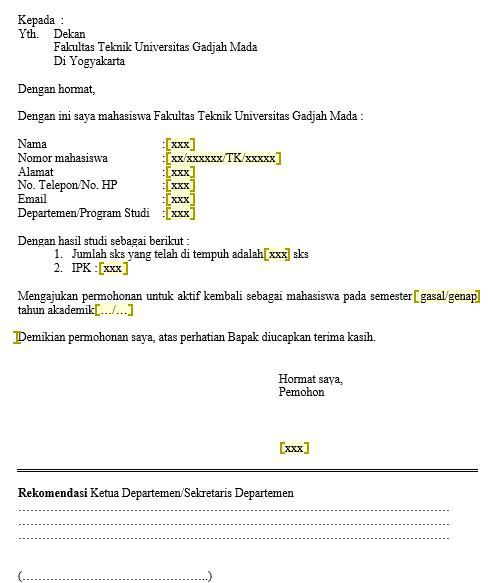 Kepada :
Yth. Dekan
Fakultas Teknik Universitas Gadjah Mada
Di Yogyakarta
Dengan hormat,
Dengan ini saya mahasiswa Fakultas Teknik Universitas Gadjah Mada :
Nama :[xxx]
Nomor mahasiswa :[xx/xxxxxx/TK/xxxxx]
Alamat :[xxx]
No. Telepon/No. HP :[xxx]
Email :[xxx]
Departemen/Program Studi :[xxx]
Dengan hasil studi sebagai berikut :
1. Jumlah sks yang telah di tempuh adalah[xxx] sks
2. IPK :[xxx]
Mengajukan permohonan untuk aktif kembali sebagai mahasiswa pada semester[gasal/genap]
tahun akademik[…/…]
Demikian permohonan saya, atas perhatian Bapak diucapkan terima kasih.
Hormat saya,
Pemohon
[xxx]
Rekomendasi Ketua Departemen/Sekretaris Departemen
………………………………………………………………………………………………
………………………………………………………………………………………………
………………………………………………………………………………………………
(……………………………………….)